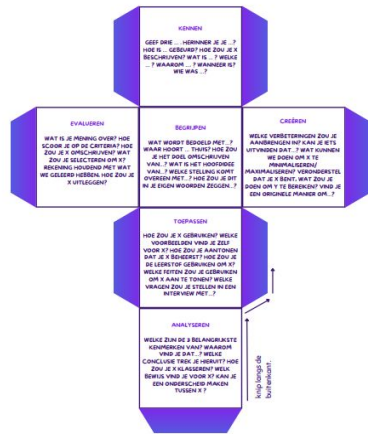 KENNEN
GEEF DRIE ... . HERINNER JE JE ...?
HOE IS ... GEBEURD? HOE ZOU JE X
BESCHRIJVEN? WAT IS ... ? WELKE
... ? WAAROM .... ? WANNEER IS?
WIE WAS ...?
EVALUEREN
WAT IS JE MENING OVER? HOE
SCOOR JE OP DE CRITERIA? HOE
ZOU JE X OMSCHRIJVEN? WAT
ZOU JE SELECTEREN OM X?
REKENING HOUDEND MET WAT
WE GELEERD HEBBEN, HOE ZOU JE
X UITLEGGEN?
BEGRIJPEN
WAT WORDT BEDOELD MET...?
WAAR HOORT ... THUIS? HOE ZOU
JE HET DOEL OMSCHRIJVEN
VAN...? WAT IS HET HOOFDIDEE
VAN...? WELKE STELLING KOMT
OVEREEN MET...? HOE ZOU JE DIT
IN JE EIGEN WOORDEN ZEGGEN ..?
CREËREN
WELKE VERBETERINGEN ZOU JE
AANBRENGEN IN? KAN JE IETS
UITVINDEN DAT...? WAT KUNNEN
WE DOEN OM X TE
MINIMALISEREN/
MAXIMALISEREN? VERONDERSTEL
DAT JE X BENT, WAT ZOU JE
DOEN OM Y TE BEREIKEN? VIND JE
EEN ORIGINELE MANIER OM...?
TOEPASSEN
HOE ZOU JE X GEBRUIKEN? WELKE
VOORBEELDEN VIND JE ZELF
VOOR X? HOE ZOU JE AANTONEN
DAT JE X BEHEERST? HOE ZOU JE
DE LEERSTOF GEBRUIKEN OM X?
WELKE FEITEN ZOU JE GEBRUIKEN
OM X AAN TE TONEN? WELKE
VRAGEN ZOU JE STELLEN IN EEN
INTERVIEW MET...?
ANALYSEREN
WELKE ZIJN DE 3 BELANGRIJKSTE
KENMERKEN VAN? WAAROM
VIND JE DAT...? WELKE
CONCLUSIE TREK JE HIERUIT? HOE
ZOU JE X KLASSEREN? WELK
BEWIJS VIND JE VOOR X? KAN JE
EEN ONDERSCHEID MAKEN
TUSSEN X ?
knip langs de
buitenkant.